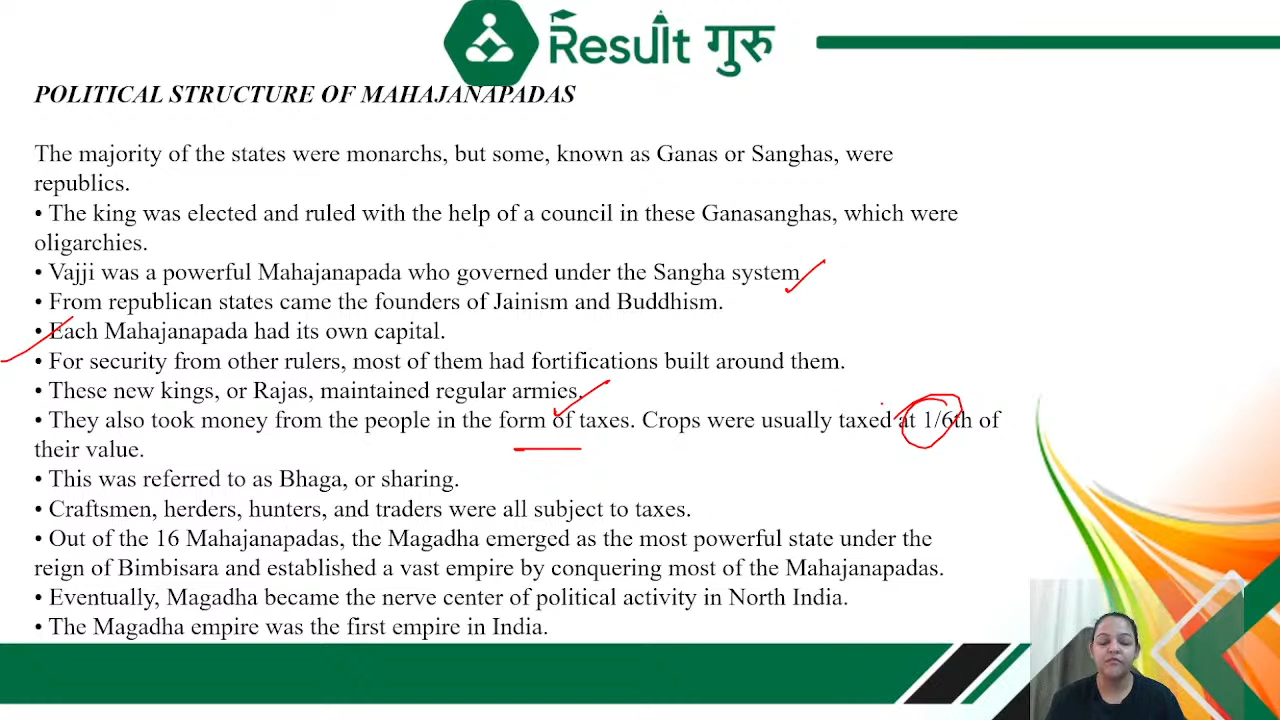 Result गुरु
POLITICAL STRUCTURE OF MAHAJANAPADAS
The majority of the states were monarchs, but some, known as Ganas or Sanghas, were
republics.
• The king was elected and ruled with the help of a council in these Ganasanghas, which were
oligarchies.
• Vajji was a powerful Mahajanapada who governed under the Sangha system
• From republican states came the founders of Jainism and Buddhism.
• Each Mahajanapada had its own capital.
• For security from other rulers, most of them had fortifications built around them.
• These new kings, or Rajas, maintained regular armies.
• They also took money from the people in the form of taxes. Crops were usually taxed at 1/6th of
their value.
• This was referred to as Bhaga, or sharing.
• Craftsmen, herders, hunters, and traders were all subject to taxes.
• Out of the 16 Mahajanapadas, the Magadha emerged as the most powerful state under the
reign of Bimbisara and established a vast empire by conquering most of the Mahajanapadas.
• Eventually, Magadha became the nerve center of political activity in North India.
• The Magadha empire was the first empire in India.